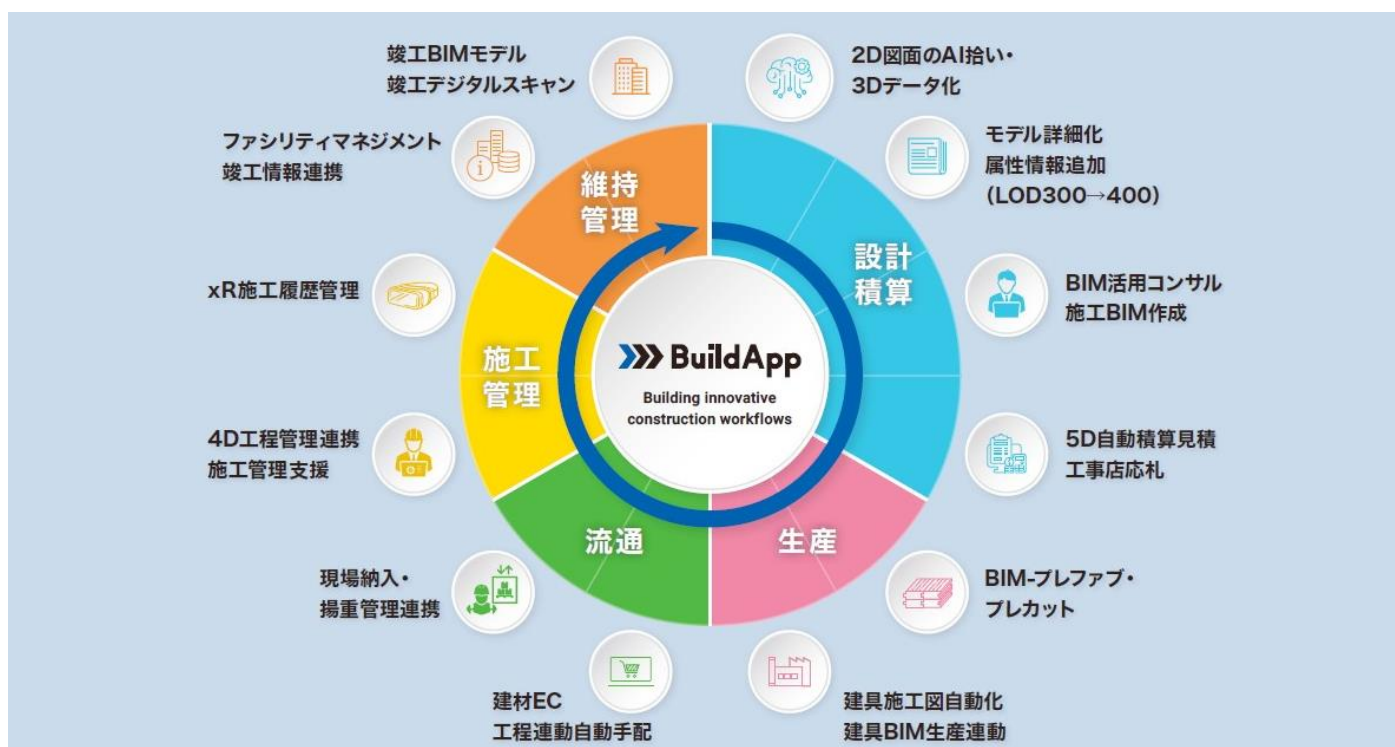 竣工BIMモデル
竣工デジタルスキャン
2D図面のAI拾い・
3Dデータ化
ファシリティマネジメント
竣工情報連携
モデル詳細化
属性情報追加
(LOD300→400)
維持
管理
設計
積算
xR施工履歴管理
BIM活用コンサル
施工BIM作成
施工
管理
BuildApp
Building innovative
construction workflows
4D工程管理連携
施工管理支援
5D自動積算見積
工事店応札
流通
生産
現場納入・
揚重管理連携
BIM-プレファブ・
プレカット
建材EC
工程連動自動手配
建具施工図自動化
建具BIM生産連動